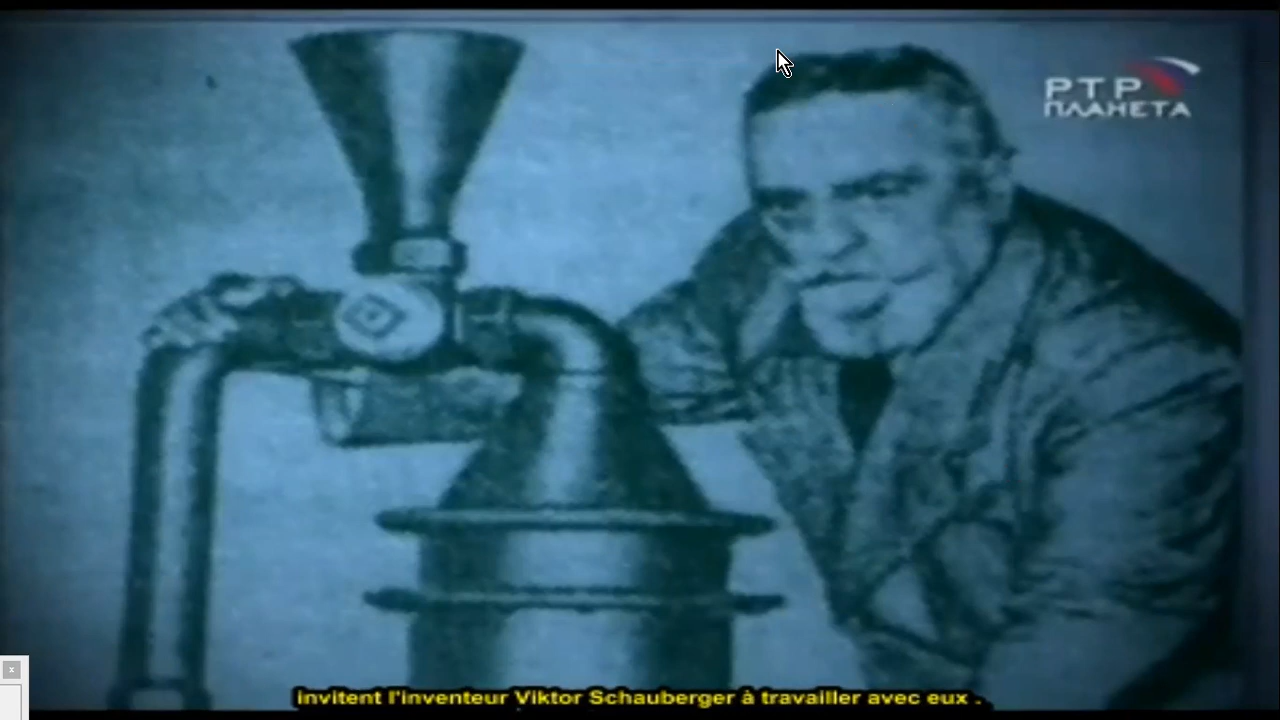 РТР
ПЛАНЕТА
invitent l'inventeur Viktor Schauberger à travailler avec eux .
x